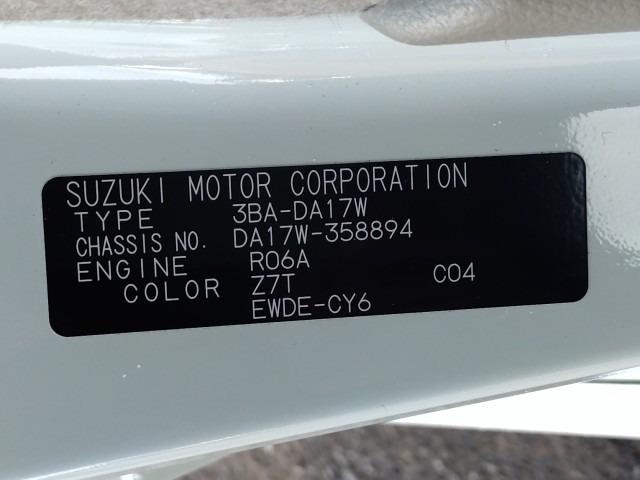 SUZUKI MOTOR CORPORATION
TYPE 3BA-DA17W
CHASSIS NO. DA17W-358894
ENGINE R06A
COLOR Z7T C04
EWDE-CY6